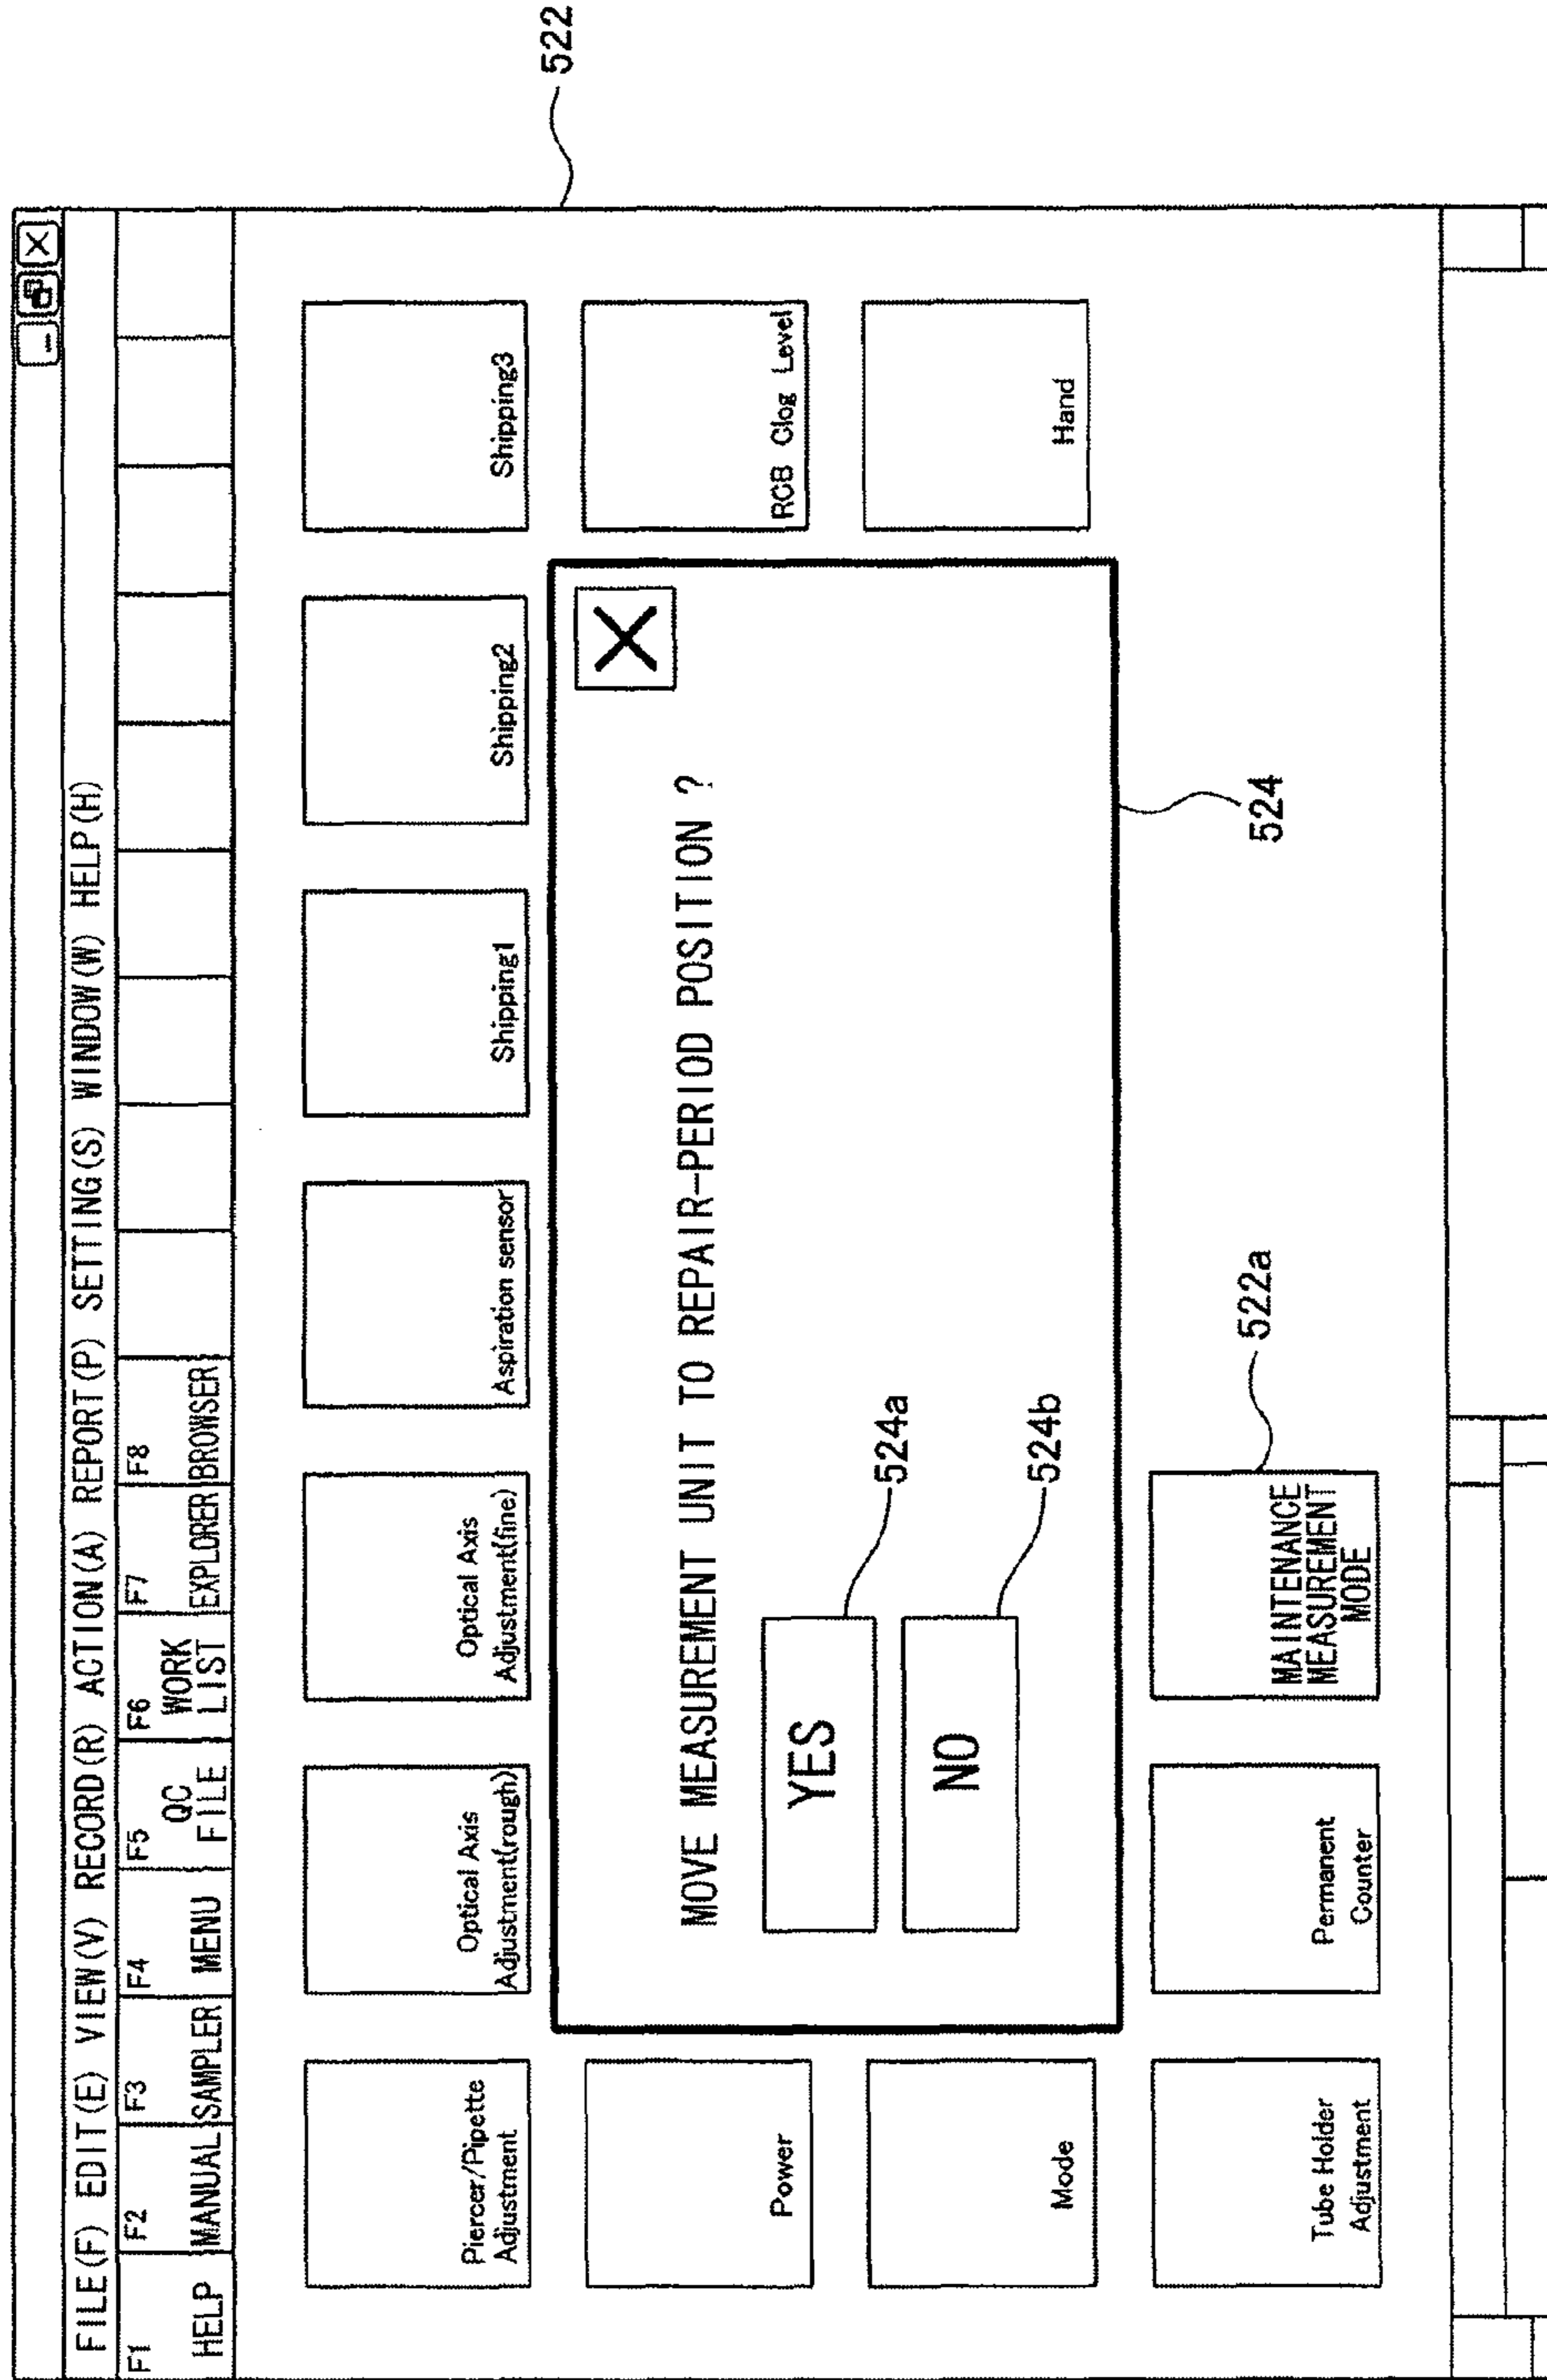 FILE(F) EDIT(E) VIEW(V) RECORD(R) ACTION(A) REPORT(P) SETTING(S) WINDOW(W) HELP(H)
F1 F2 F3 F4 F5 F6 F7 F8
HELP MANUAL SAMPLER MENU QC FILE WORK LIST EXPLORER BROWSER
522
Piercer/Pipette
Adjustment
Optical Axis
Adjustment(rough)
Optical Axis
Adjustment(fine)
Aspiration sensor
Shipping1
Shipping2
Shipping3
Power
RCB Clog Level
Mode
Hand
MOVE MEASUREMENT UNIT TO REPAIR-PERIOD POSITION ?
YES
524a
NO
524b
524
Tube Holder
Adjustment
Permanant
Counter
MAINTENANCE
MEASUREMENT
MODE
522a